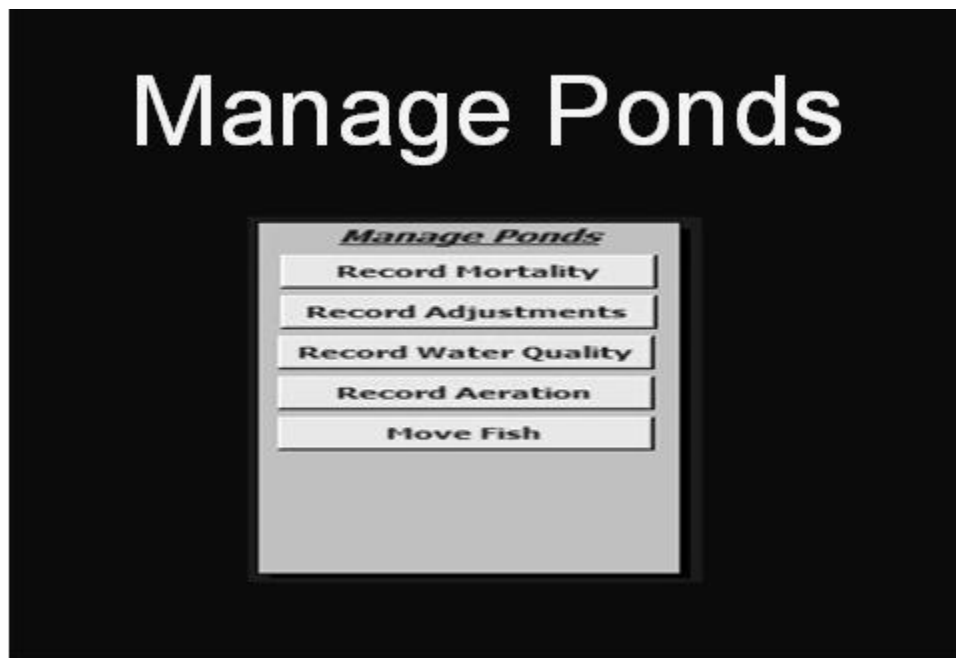 Manage Ponds
Manage Ponds
Record Mortality
Record Adjustments
Record Water Quality
Record Aeration
Move Fish